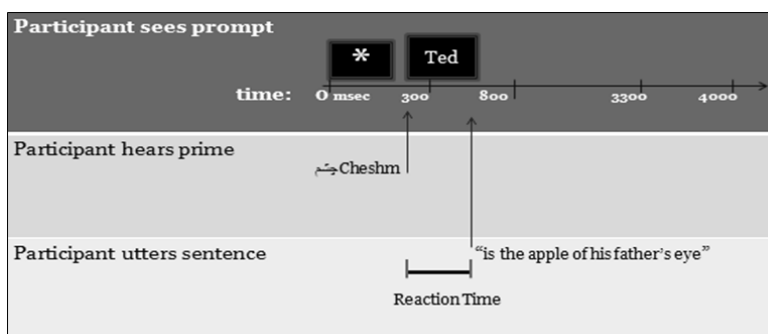 Participant sees prompt
*
Ted
time:
0 msec 300 800 3300 4000
Participant hears prime
چشم Cheshm
Participant utters sentence
“is the apple of his father’s eye”
Reaction Time